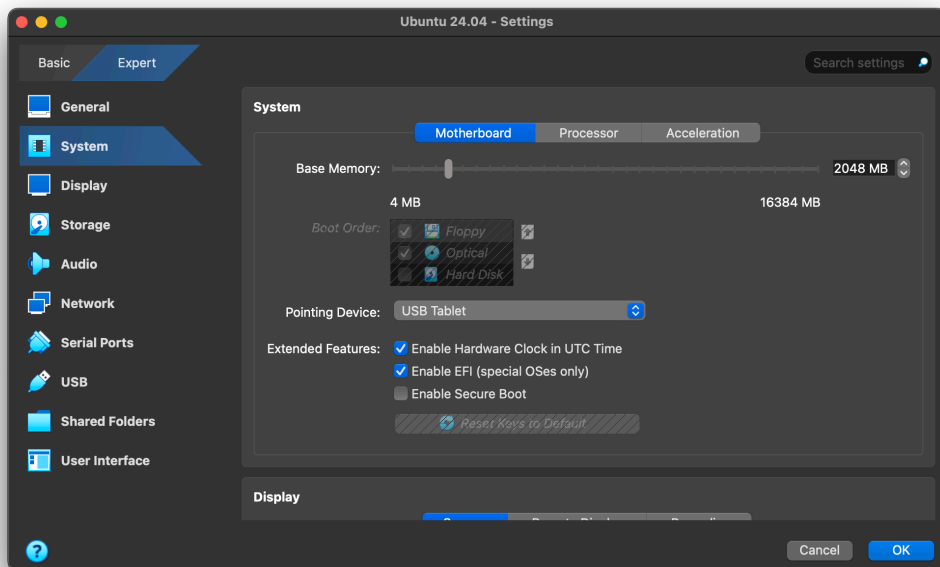 Ubuntu 24.04 - Settings
Basic
Expert
Search settings
General
System
Display
Storage
Audio
Network
Serial Ports
USB
Shared Folders
User Interface
System
Motherboard
Processor
Acceleration
Base Memory:
2048 MB
4 MB
16384 MB
Boot Order:
Floppy
Optical
Hard Disk
Pointing Device:
USB Tablet
Extended Features:
Enable Hardware Clock in UTC Time
Enable EFI (special OSes only)
Enable Secure Boot
Reset Keys to Default
Display
?
Cancel
OK